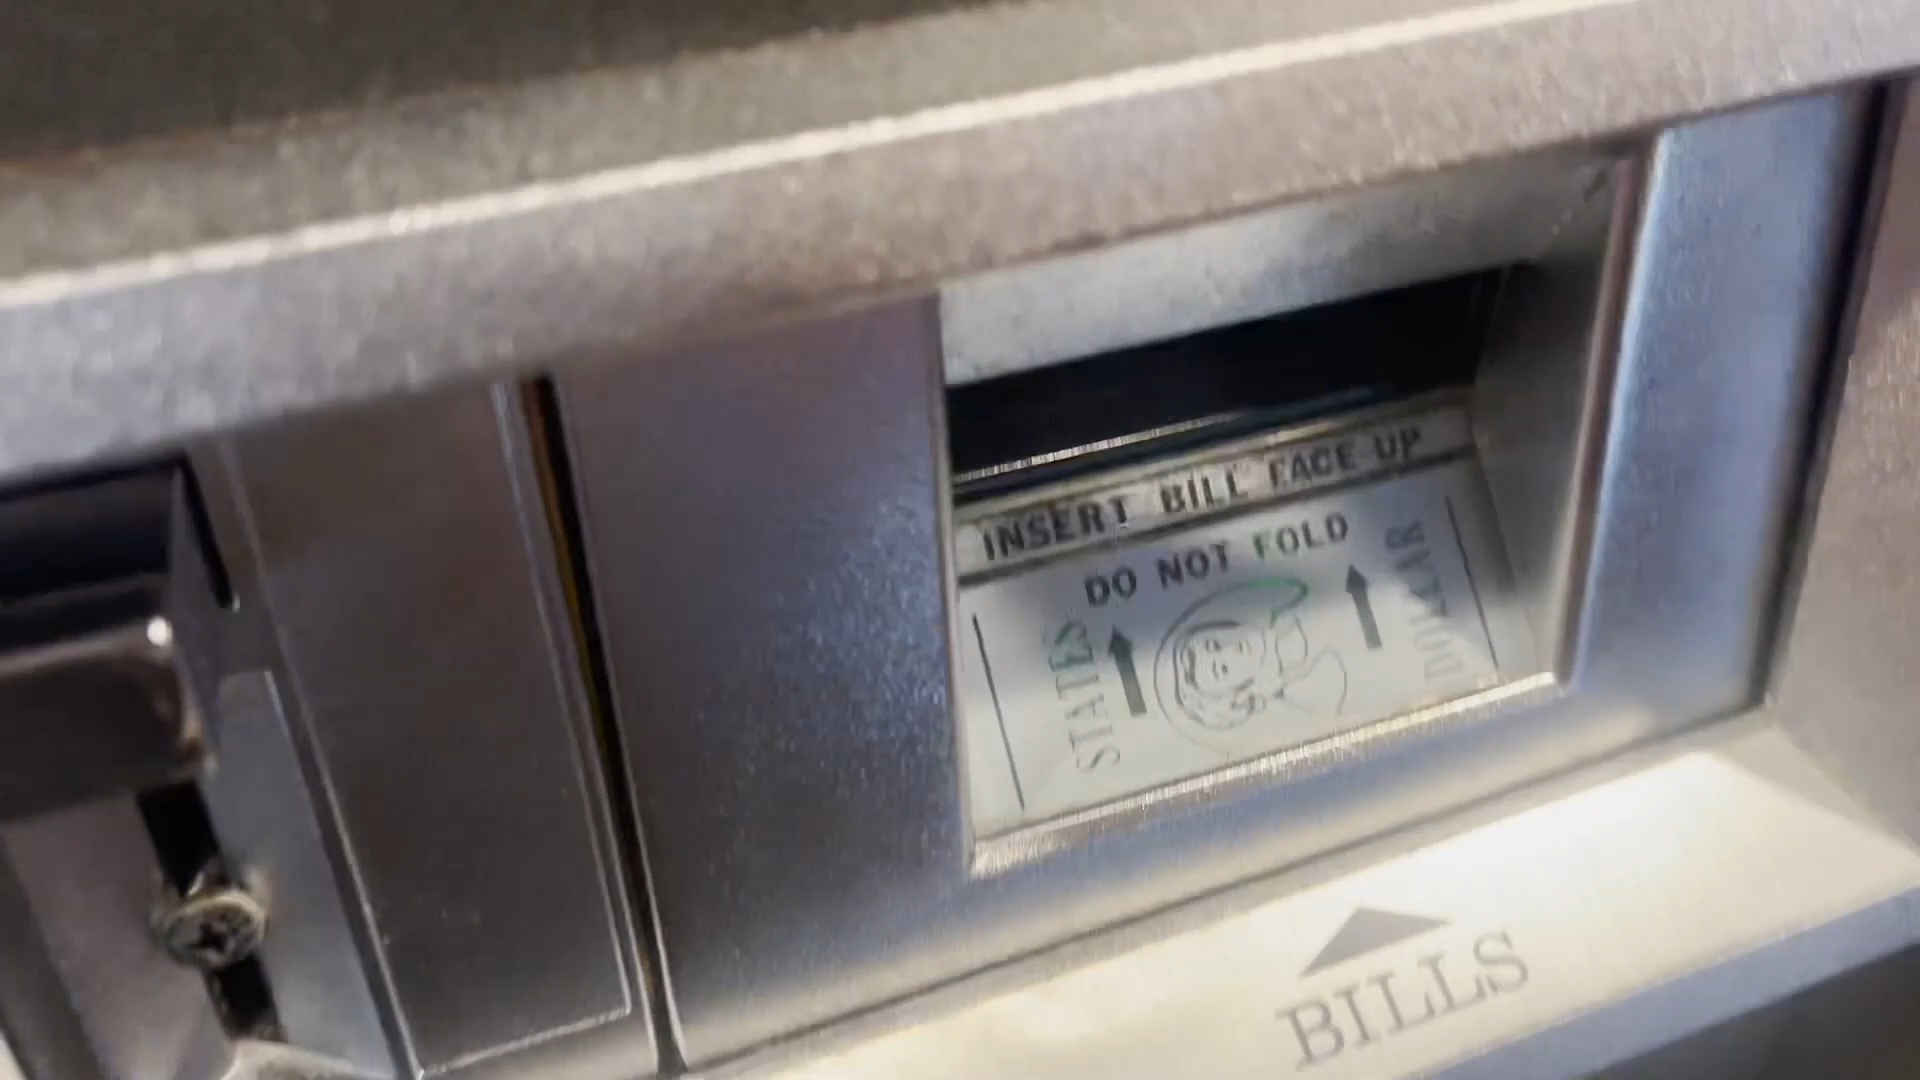 INSERT BILL FACE UP
DO NOT FOLD
STATES
DOLLAR
BILLS